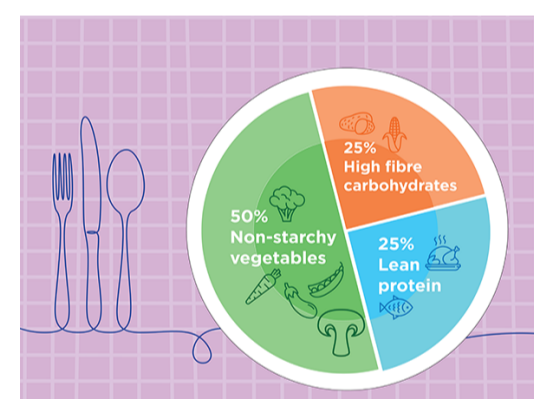 50%
Non-starchy
vegetables
25%
High fibre
carbohydrates
25%
Lean
protein